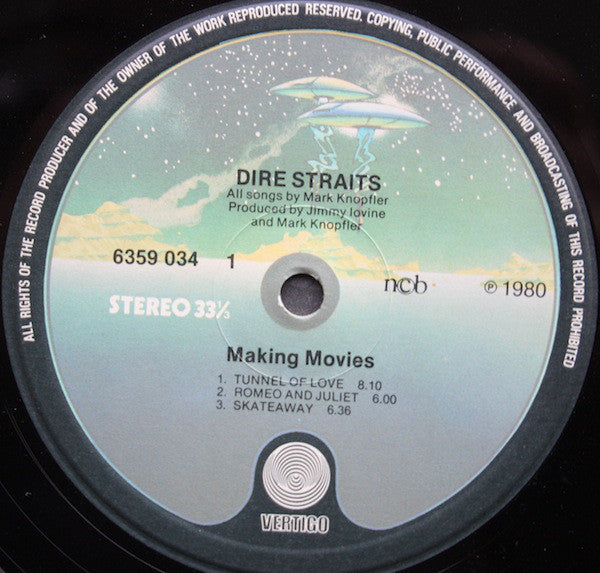 ALL RIGHTS OF THE RECORD PRODUCER AND OF THE OWNER OF THE WORK REPRODUCED RESERVED. COPYING, PUBLIC PERFORMANCE AND BROADCASTING OF THIS RECORD PROHIBITED
DIRE STRAITS
All songs by Mark Knopfler
Produced by Jimmy Iovine
and Mark Knopfler
6359 034 1
ncb ℗ 1980
STEREO 33⅓
Making Movies
1. TUNNEL OF LOVE 8.10
2. ROMEO AND JULIET 6.00
3. SKATEAWAY 6.36
VERTIGO